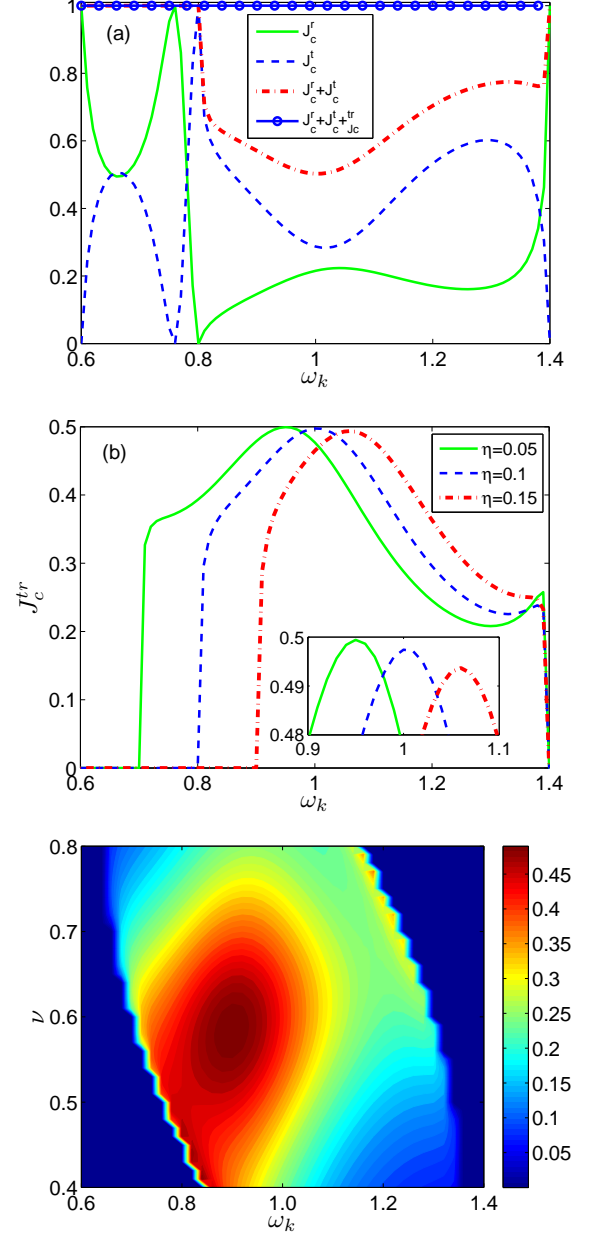 1
0.8
0.6
0.4
0.2
0
0.6 0.8 1 1.2 1.4
(a)
J_c^r
J_c^t
J_c^r+J_c^t
J_c^r+J_c^t+_{Jc}^{tr}
ω_k
0.5
0.4
0.3
0.2
0.1
0
J_c^{tr}
(b)
η=0.05
η=0.1
η=0.15
0.5
0.49
0.48
0.9 1 1.1
0.6 0.8 1 1.2 1.4
ω_k
0.8
0.7
0.6
0.5
0.4
ν
0.6 0.8 1.0 1.2 1.4
ω_k
0.45
0.4
0.35
0.3
0.25
0.2
0.15
0.1
0.05